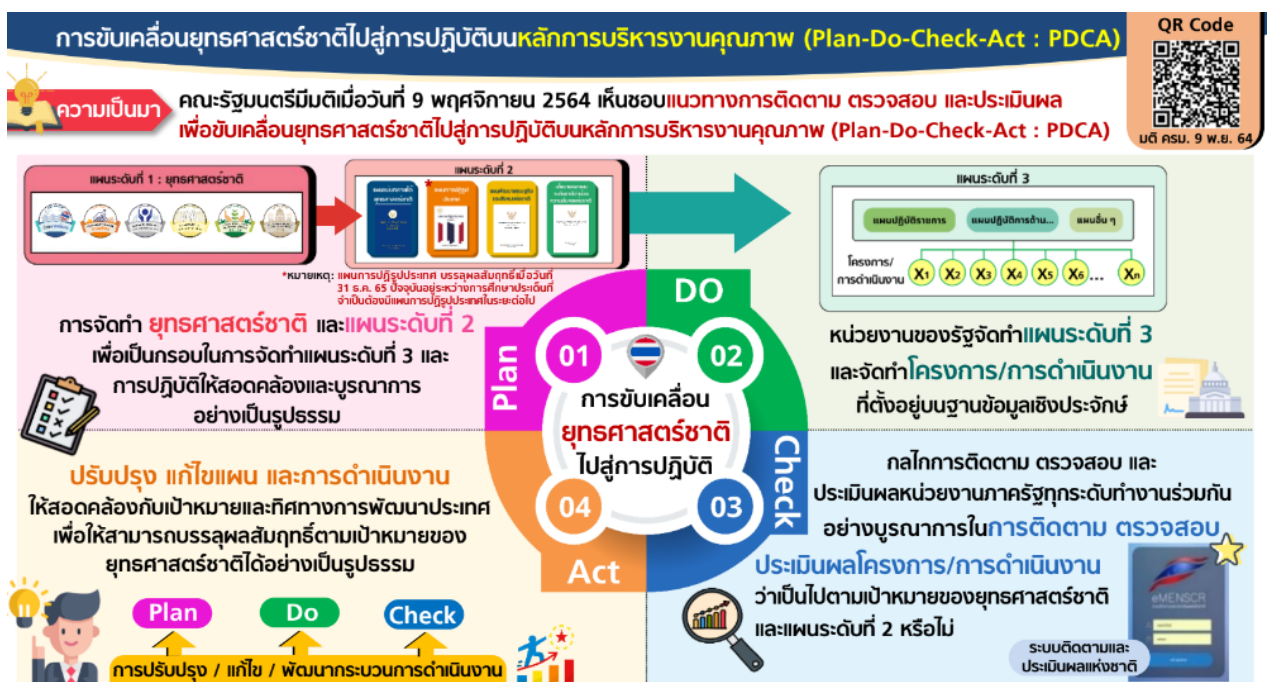 การขับเคลื่อนยุทธศาสตร์ชาติไปสู่การปฏิบัติบนหลักการบริหารงานคุณภาพ (Plan-Do-Check-Act : PDCA)
QR Code
มติ ครม. 9 พ.ย. 64
ความเป็นมา
คณะรัฐมนตรีมีมติเมื่อวันที่ 9 พฤศจิกายน 2564 เห็นชอบแนวทางการติดตาม ตรวจสอบ และประเมินผล
เพื่อขับเคลื่อนยุทธศาสตร์ชาติไปสู่การปฏิบัติบนหลักการบริหารงานคุณภาพ (Plan-Do-Check-Act : PDCA)
แผนระดับที่ 1 : ยุทธศาสตร์ชาติ
แผนระดับที่ 2
*หมายเหตุ: แผนการปฏิรูปประเทศ บรรลุผลสัมฤทธิ์เมื่อวันที่
31 ธ.ค. 65 ปัจจุบันอยู่ระหว่างการศึกษาประเด็นที่
จำเป็นต้องมีแผนการปฏิรูปประเทศในระยะต่อไป
การจัดทำ ยุทธศาสตร์ชาติ และแผนระดับที่ 2
เพื่อเป็นกรอบในการจัดทำแผนระดับที่ 3 และ
การปฏิบัติให้สอดคล้องและบูรณาการ
อย่างเป็นรูปธรรม
แผนระดับที่ 3
แผนปฏิบัติราชการ
แผนปฏิบัติการด้าน...
แผนอื่น ๆ
โครงการ/
การดำเนินงาน
X1 X2 X3 X4 X5 X6... Xn
หน่วยงานของรัฐจัดทำแผนระดับที่ 3
และจัดทำโครงการ/การดำเนินงาน
ที่ตั้งอยู่บนฐานข้อมูลเชิงประจักษ์
Plan
01
DO
02
การขับเคลื่อน
ยุทธศาสตร์ชาติ
ไปสู่การปฏิบัติ
Check
03
04
Act
ปรับปรุง แก้ไขแผน และการดำเนินงาน
ให้สอดคล้องกับเป้าหมายและทิศทางการพัฒนาประเทศ
เพื่อให้สามารถบรรลุผลสัมฤทธิ์ตามเป้าหมายของ
ยุทธศาสตร์ชาติได้อย่างเป็นรูปธรรม
Plan
Do
Check
การปรับปรุง / แก้ไข / พัฒนากระบวนการดำเนินงาน
กลไกการติดตาม ตรวจสอบ และ
ประเมินผลหน่วยงานภาครัฐทุกระดับทำงานร่วมกัน
อย่างบูรณาการในการติดตาม ตรวจสอบ
ประเมินผลโครงการ/การดำเนินงาน
ว่าเป็นไปตามเป้าหมายของยุทธศาสตร์ชาติ
และแผนระดับที่ 2 หรือไม่
eMENSCR
ระบบติดตามและ
ประเมินผลแห่งชาติ